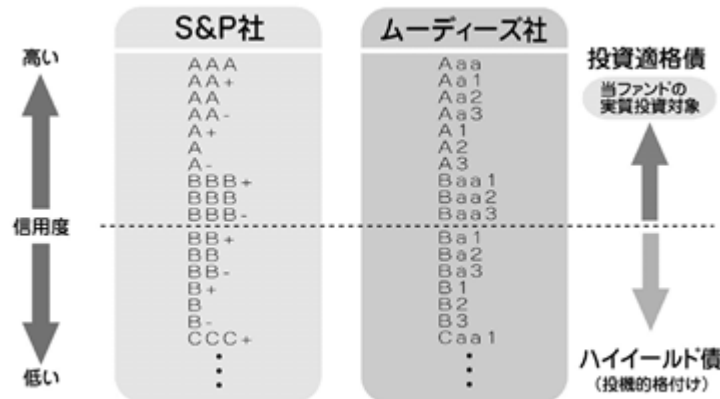 S&P社
ムーディーズ社
高い
信用度
低い
AAA
AA+
AA
AA-
A+
A
A-
BBB+
BBB
BBB-
BB+
BB
BB-
B+
B
B-
CCC+
Aaa
Aa1
Aa2
Aa3
A1
A2
A3
Baa1
Baa2
Baa3
Ba1
Ba2
Ba3
B1
B2
B3
Caa1
投資適格債
当ファンドの
実質投資対象
ハイイールド債
(投機的格付け)